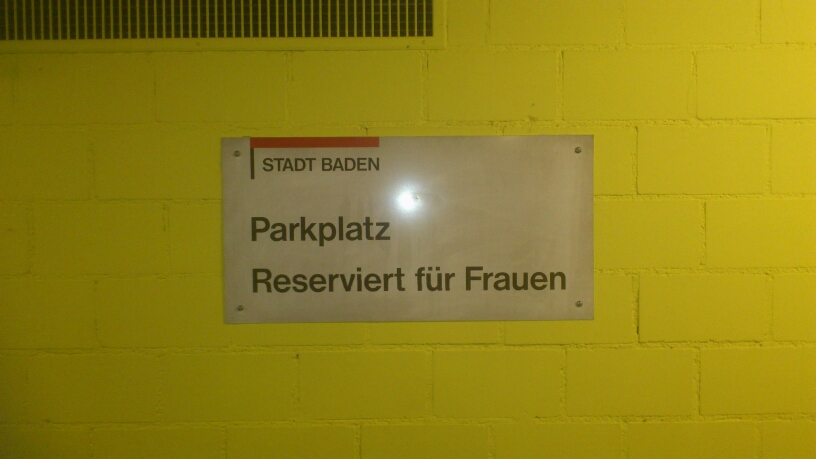 STADT BADEN
Parkplatz
Reserviert für Frauen